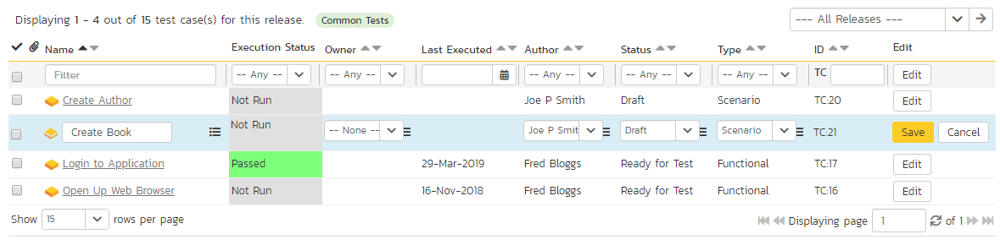 Displaying 1 - 4 out of 15 test case(s) for this release. Common Tests --- All Releases ---
Name Execution Status Owner Last Executed Author Status Type ID Edit
Filter -- Any -- -- Any -- -- Any -- -- Any -- -- Any -- TC Edit
Create Author Not Run Joe P Smith Draft Scenario TC:20 Edit
Create Book Not Run -- None -- Joe P Smit Draft Scenario TC:21 Save Cancel
Login to Application Passed 29-Mar-2019 Fred Bloggs Ready for Test Functional TC:17 Edit
Open Up Web Browser Not Run 16-Nov-2018 Fred Bloggs Ready for Test Functional TC:16 Edit
Show 15 rows per page Displaying page 1 of 1